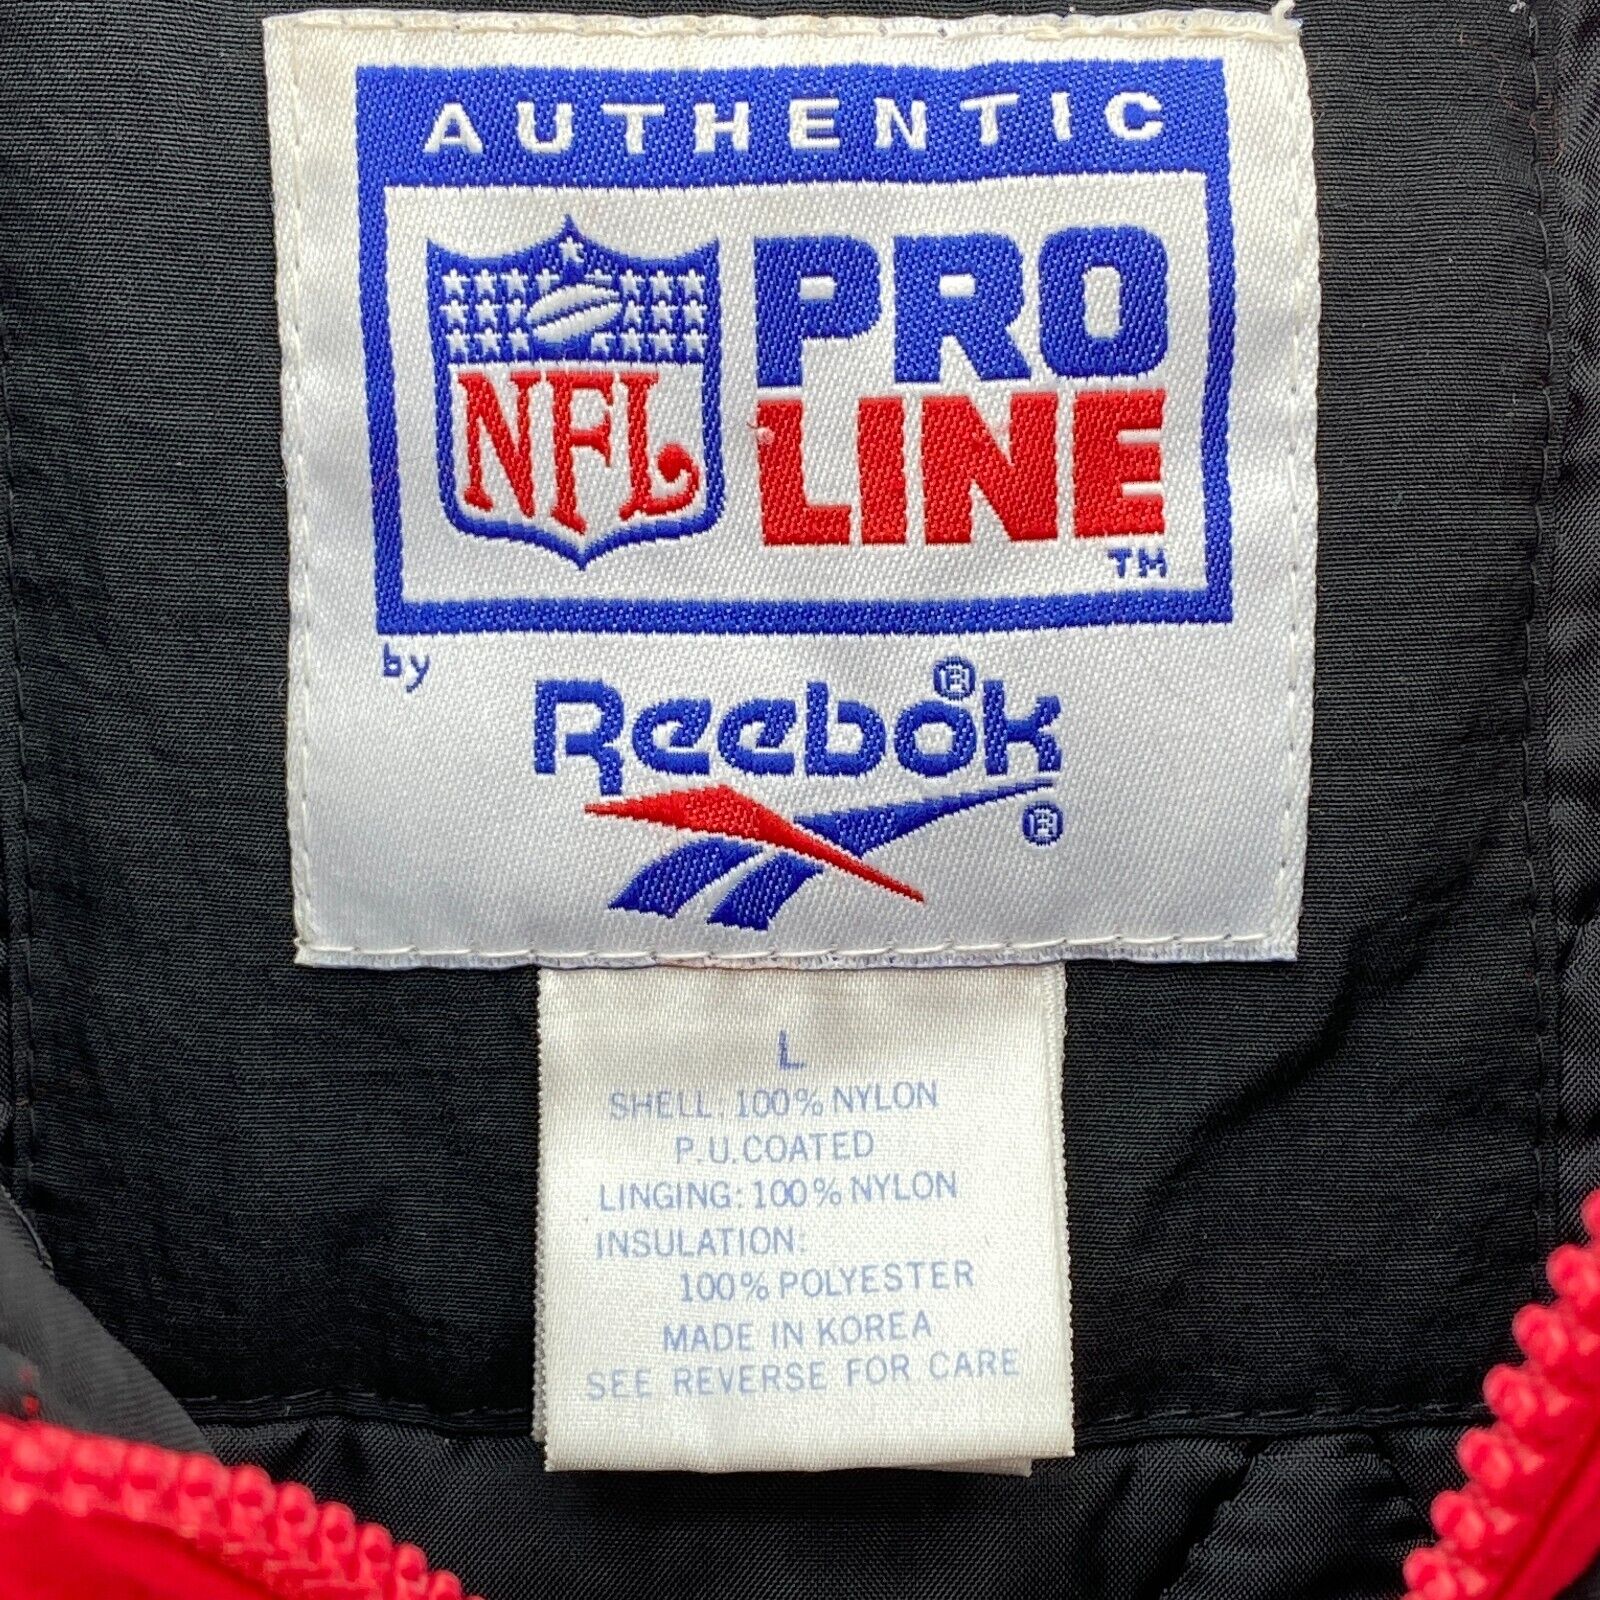 AUTHENTIC
NFL
PRO
LINE
TM
by
Reebok®
®
L
SHELL: 100% NYLON
P.U.COATED
LINGING: 100% NYLON
INSULATION:
100% POLYESTER
MADE IN KOREA
SEE REVERSE FOR CARE